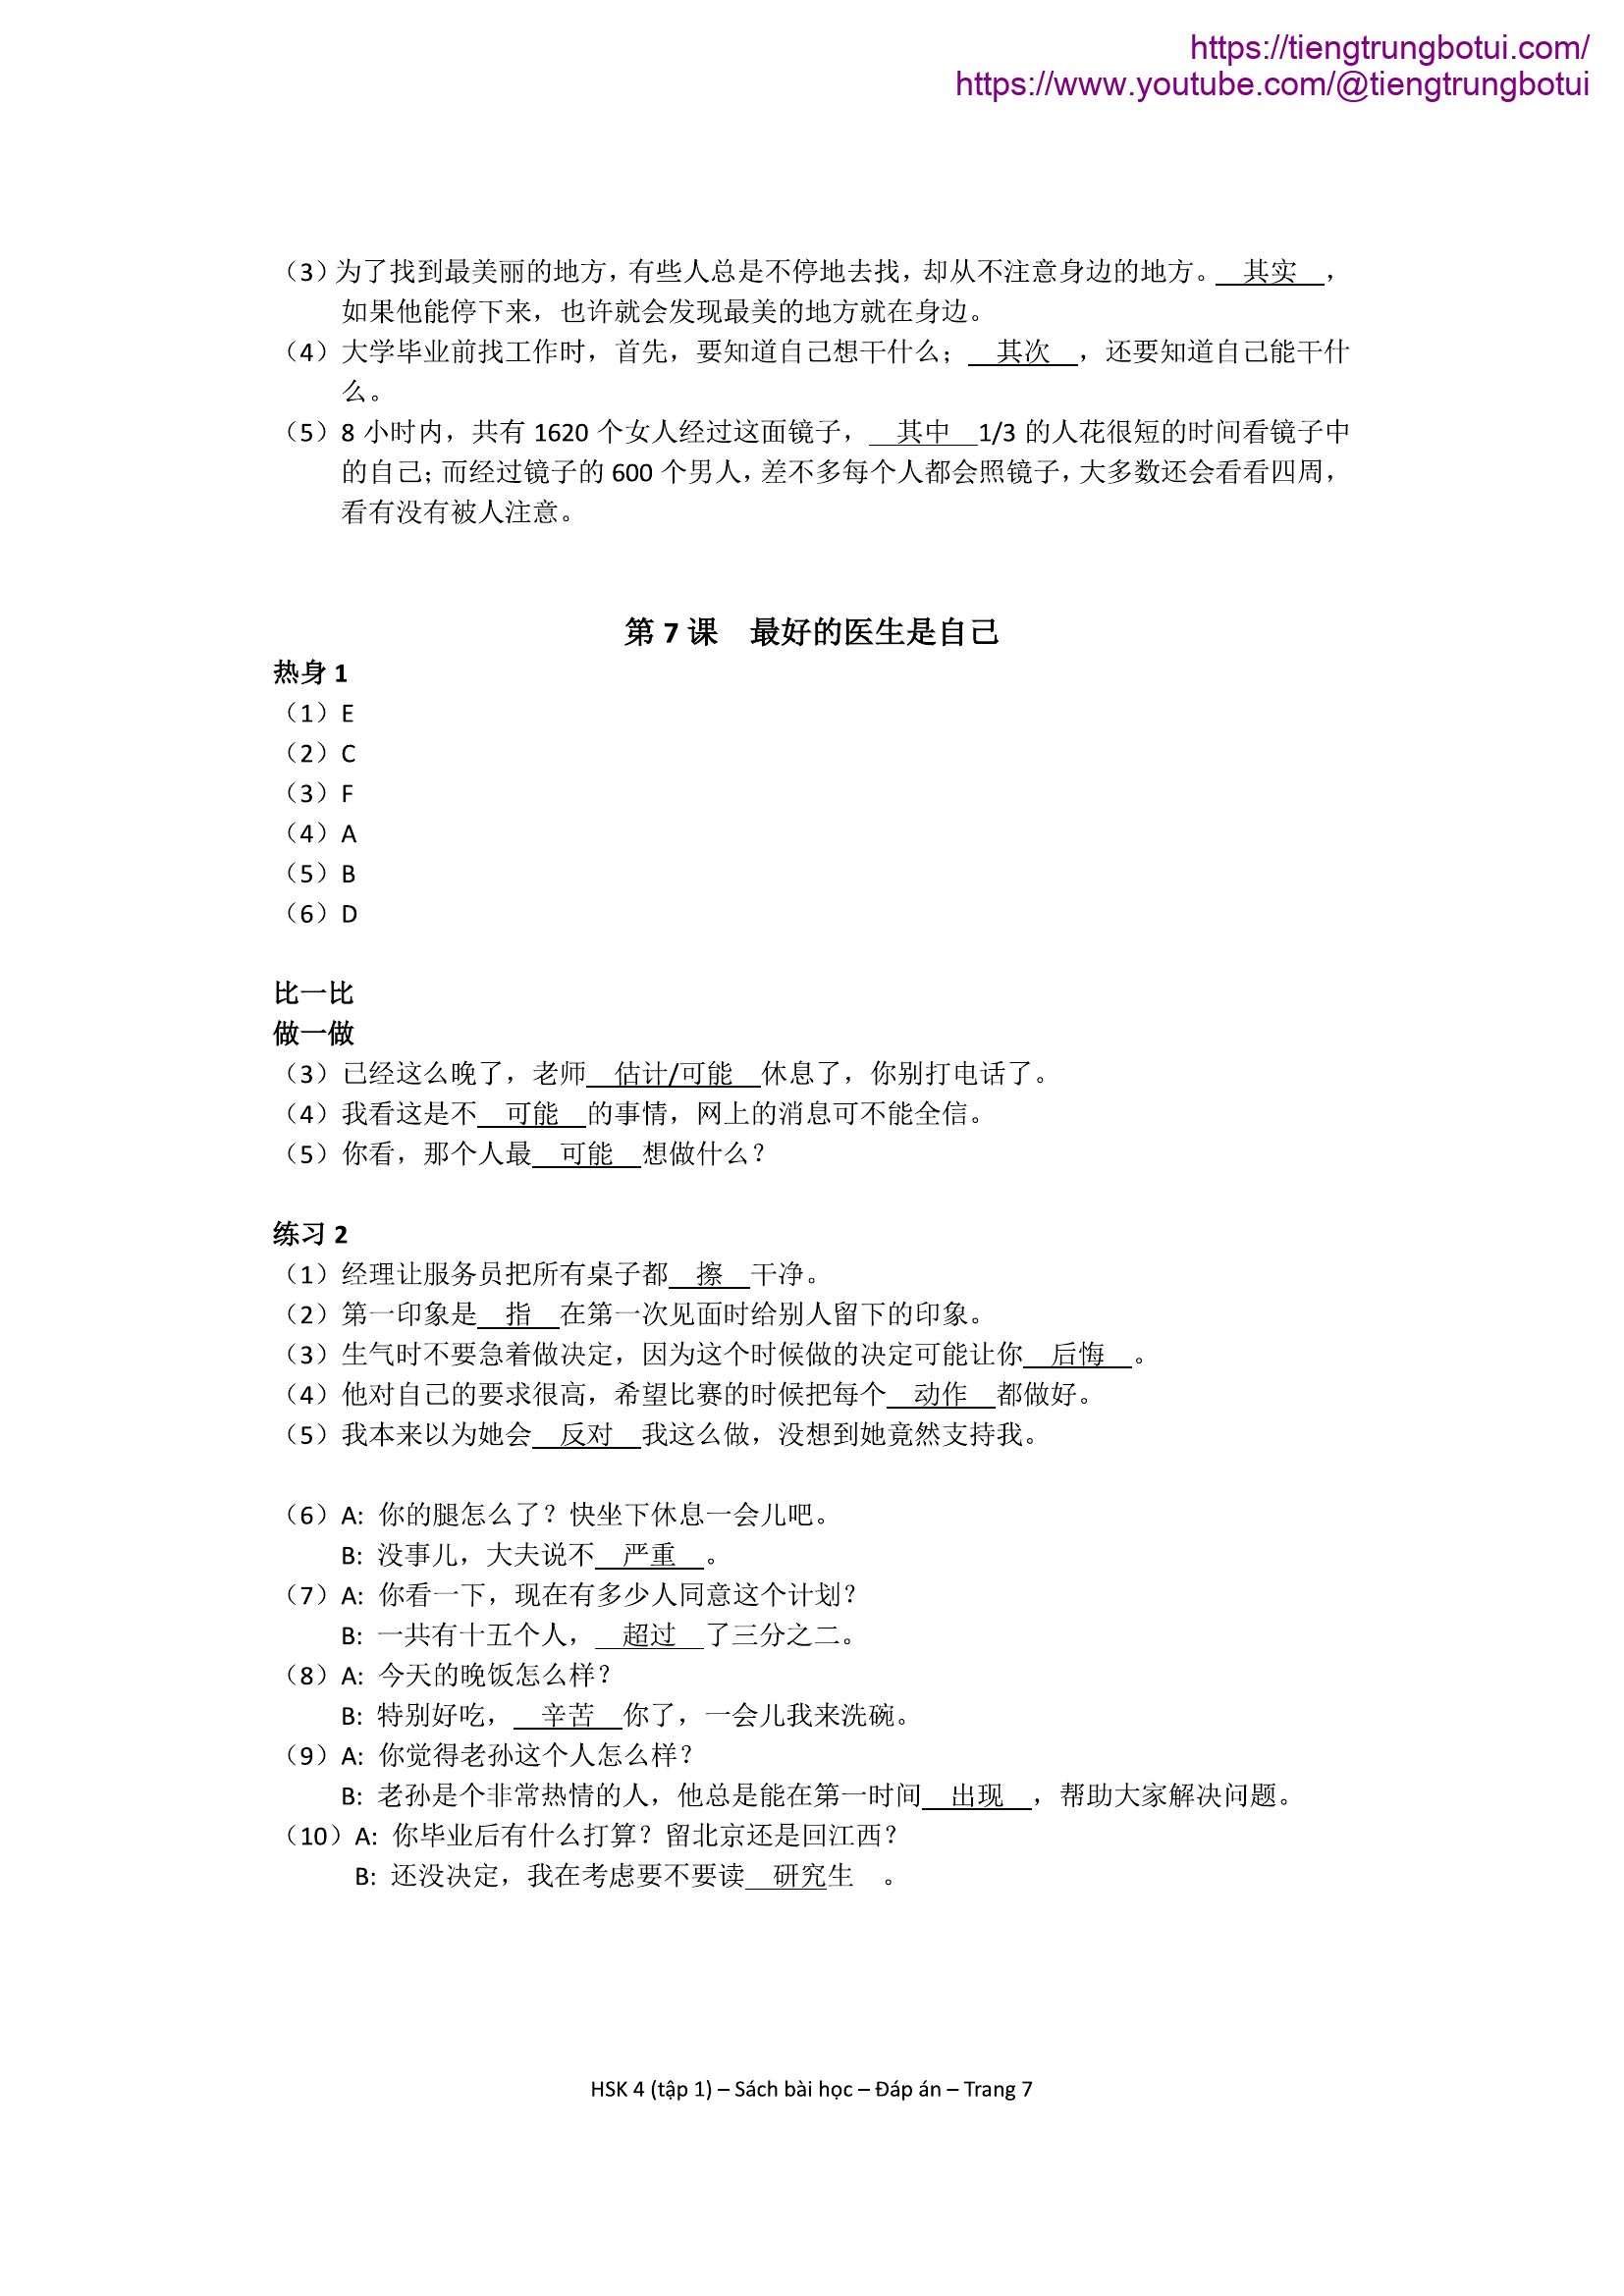 https://tiengtrungbotui.com/
https://www.youtube.com/@tiengtrungbotui
（3）为了找到最美丽的地方，有些人总是不停地去找，却从不注意身边的地方。__其实__，
如果他能停下来，也许就会发现最美的地方就在身边。
（4）大学毕业前找工作时，首先，要知道自己想干什么；__其次__，还要知道自己能干什
么。
（5）8 小时内，共有 1620 个女人经过这面镜子，__其中__1/3 的人花很短的时间看镜子中
的自己；而经过镜子的 600 个男人，差不多每个人都会照镜子，大多数还会看看四周，
看有没有被人注意。
第 7 课　最好的医生是自己
热身 1
（1）E
（2）C
（3）F
（4）A
（5）B
（6）D
比一比
做一做
（3）已经这么晚了，老师__估计/可能__休息了，你别打电话了。
（4）我看这是不__可能__的事情，网上的消息可不能全信。
（5）你看，那个人最__可能__想做什么？
练习 2
（1）经理让服务员把所有桌子都__擦__干净。
（2）第一印象是__指__在第一次见面时给别人留下的印象。
（3）生气时不要急着做决定，因为这个时候做的决定可能让你__后悔__。
（4）他对自己的要求很高，希望比赛的时候把每个__动作__都做好。
（5）我本来以为她会__反对__我这么做，没想到她竟然支持我。
（6）A: 你的腿怎么了？快坐下休息一会儿吧。
B: 没事儿，大夫说不__严重__。
（7）A: 你看一下，现在有多少人同意这个计划？
B: 一共有十五个人，__超过__了三分之二。
（8）A: 今天的晚饭怎么样？
B: 特别好吃，__辛苦__你了，一会儿我来洗碗。
（9）A: 你觉得老孙这个人怎么样？
B: 老孙是个非常热情的人，他总是能在第一时间__出现__，帮助大家解决问题。
（10）A: 你毕业后有什么打算？留北京还是回江西？
B: 还没决定，我在考虑要不要读__研究生　。
HSK 4 (tập 1) – Sách bài học – Đáp án – Trang 7